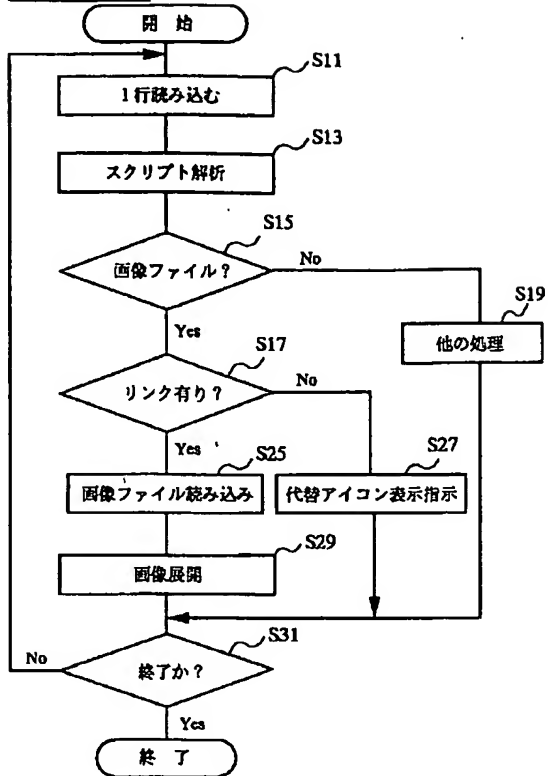 開 始
S11
1行読み込む
S13
スクリプト解析
S15
画像ファイル？
No
Yes
S19
他の処理
S17
リンク有り？
No
Yes
S25
画像ファイル読み込み
S27
代替アイコン表示指示
S29
画像展開
S31
終了か？
No
Yes
終 了